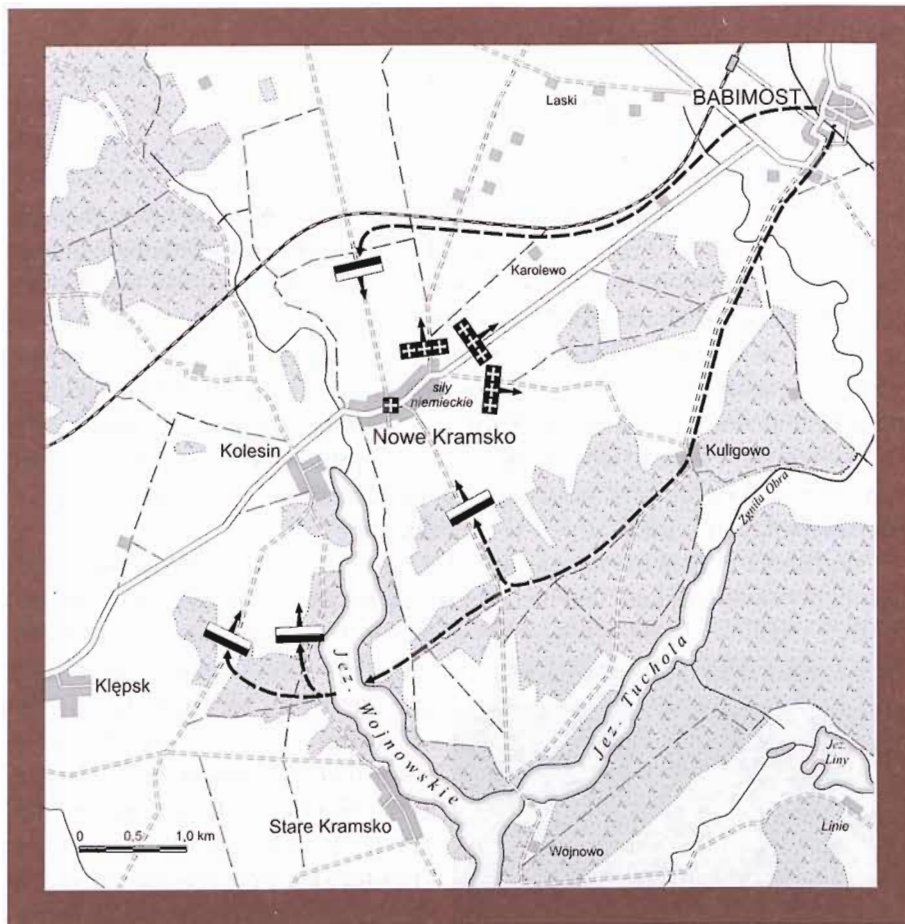 BABIMOST
Laski
Karolewo
siły
niemieckie
Nowe Kramsko
Kolesin
Kuligowo
Zgniła Obra
Klępsk
Jez. Wojnowskie
Jez. Tuchola
Jez.
Liny
Stare Kramsko
Linie
Wojnowo
0 0,5 1,0 km